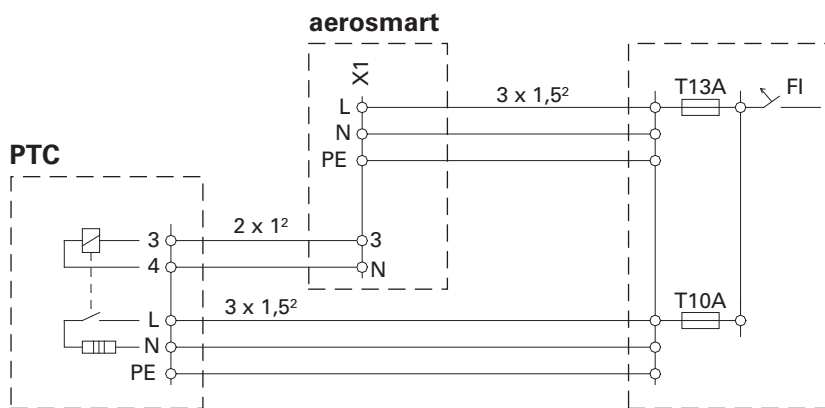 aerosmart
X1
L
3 x 1,5²
T13A
FI
N
PE
PTC
3
2 x 1²
3
4
N
3 x 1,5²
T10A
L
N
PE